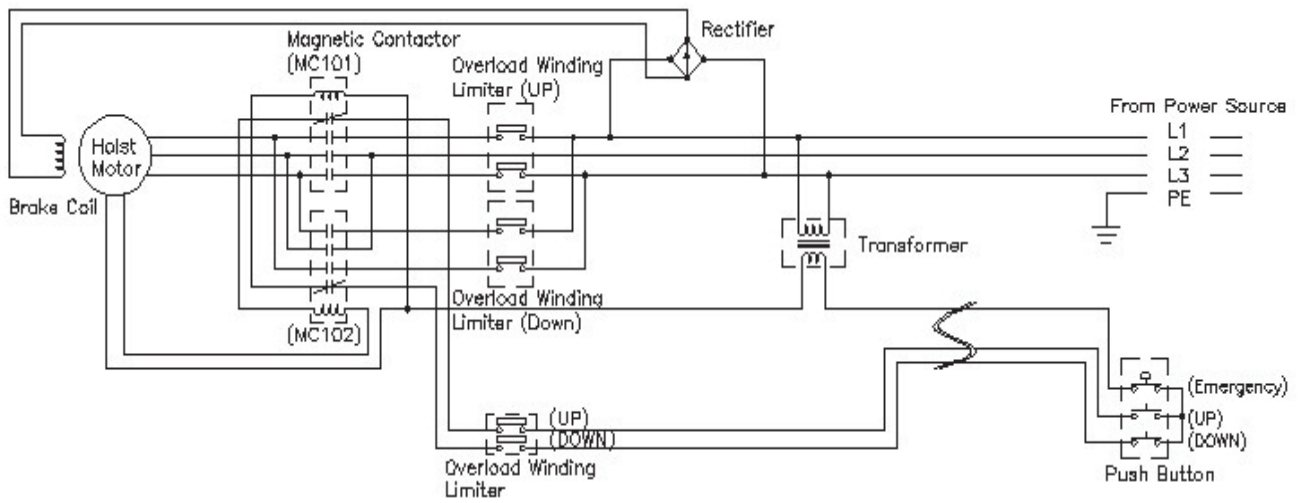 Rectifier
Magnetic Contactor
(MC101)
Overload Winding
Limiter (UP)
From Power Source
L1
L2
L3
PE
Hoist
Motor
Brake Coil
Transformer
Overload Winding
Limiter (Down)
(MC102)
(Emergency)
(UP)
(DOWN)
(UP)
(DOWN)
Overload Winding
Limiter
Push Button